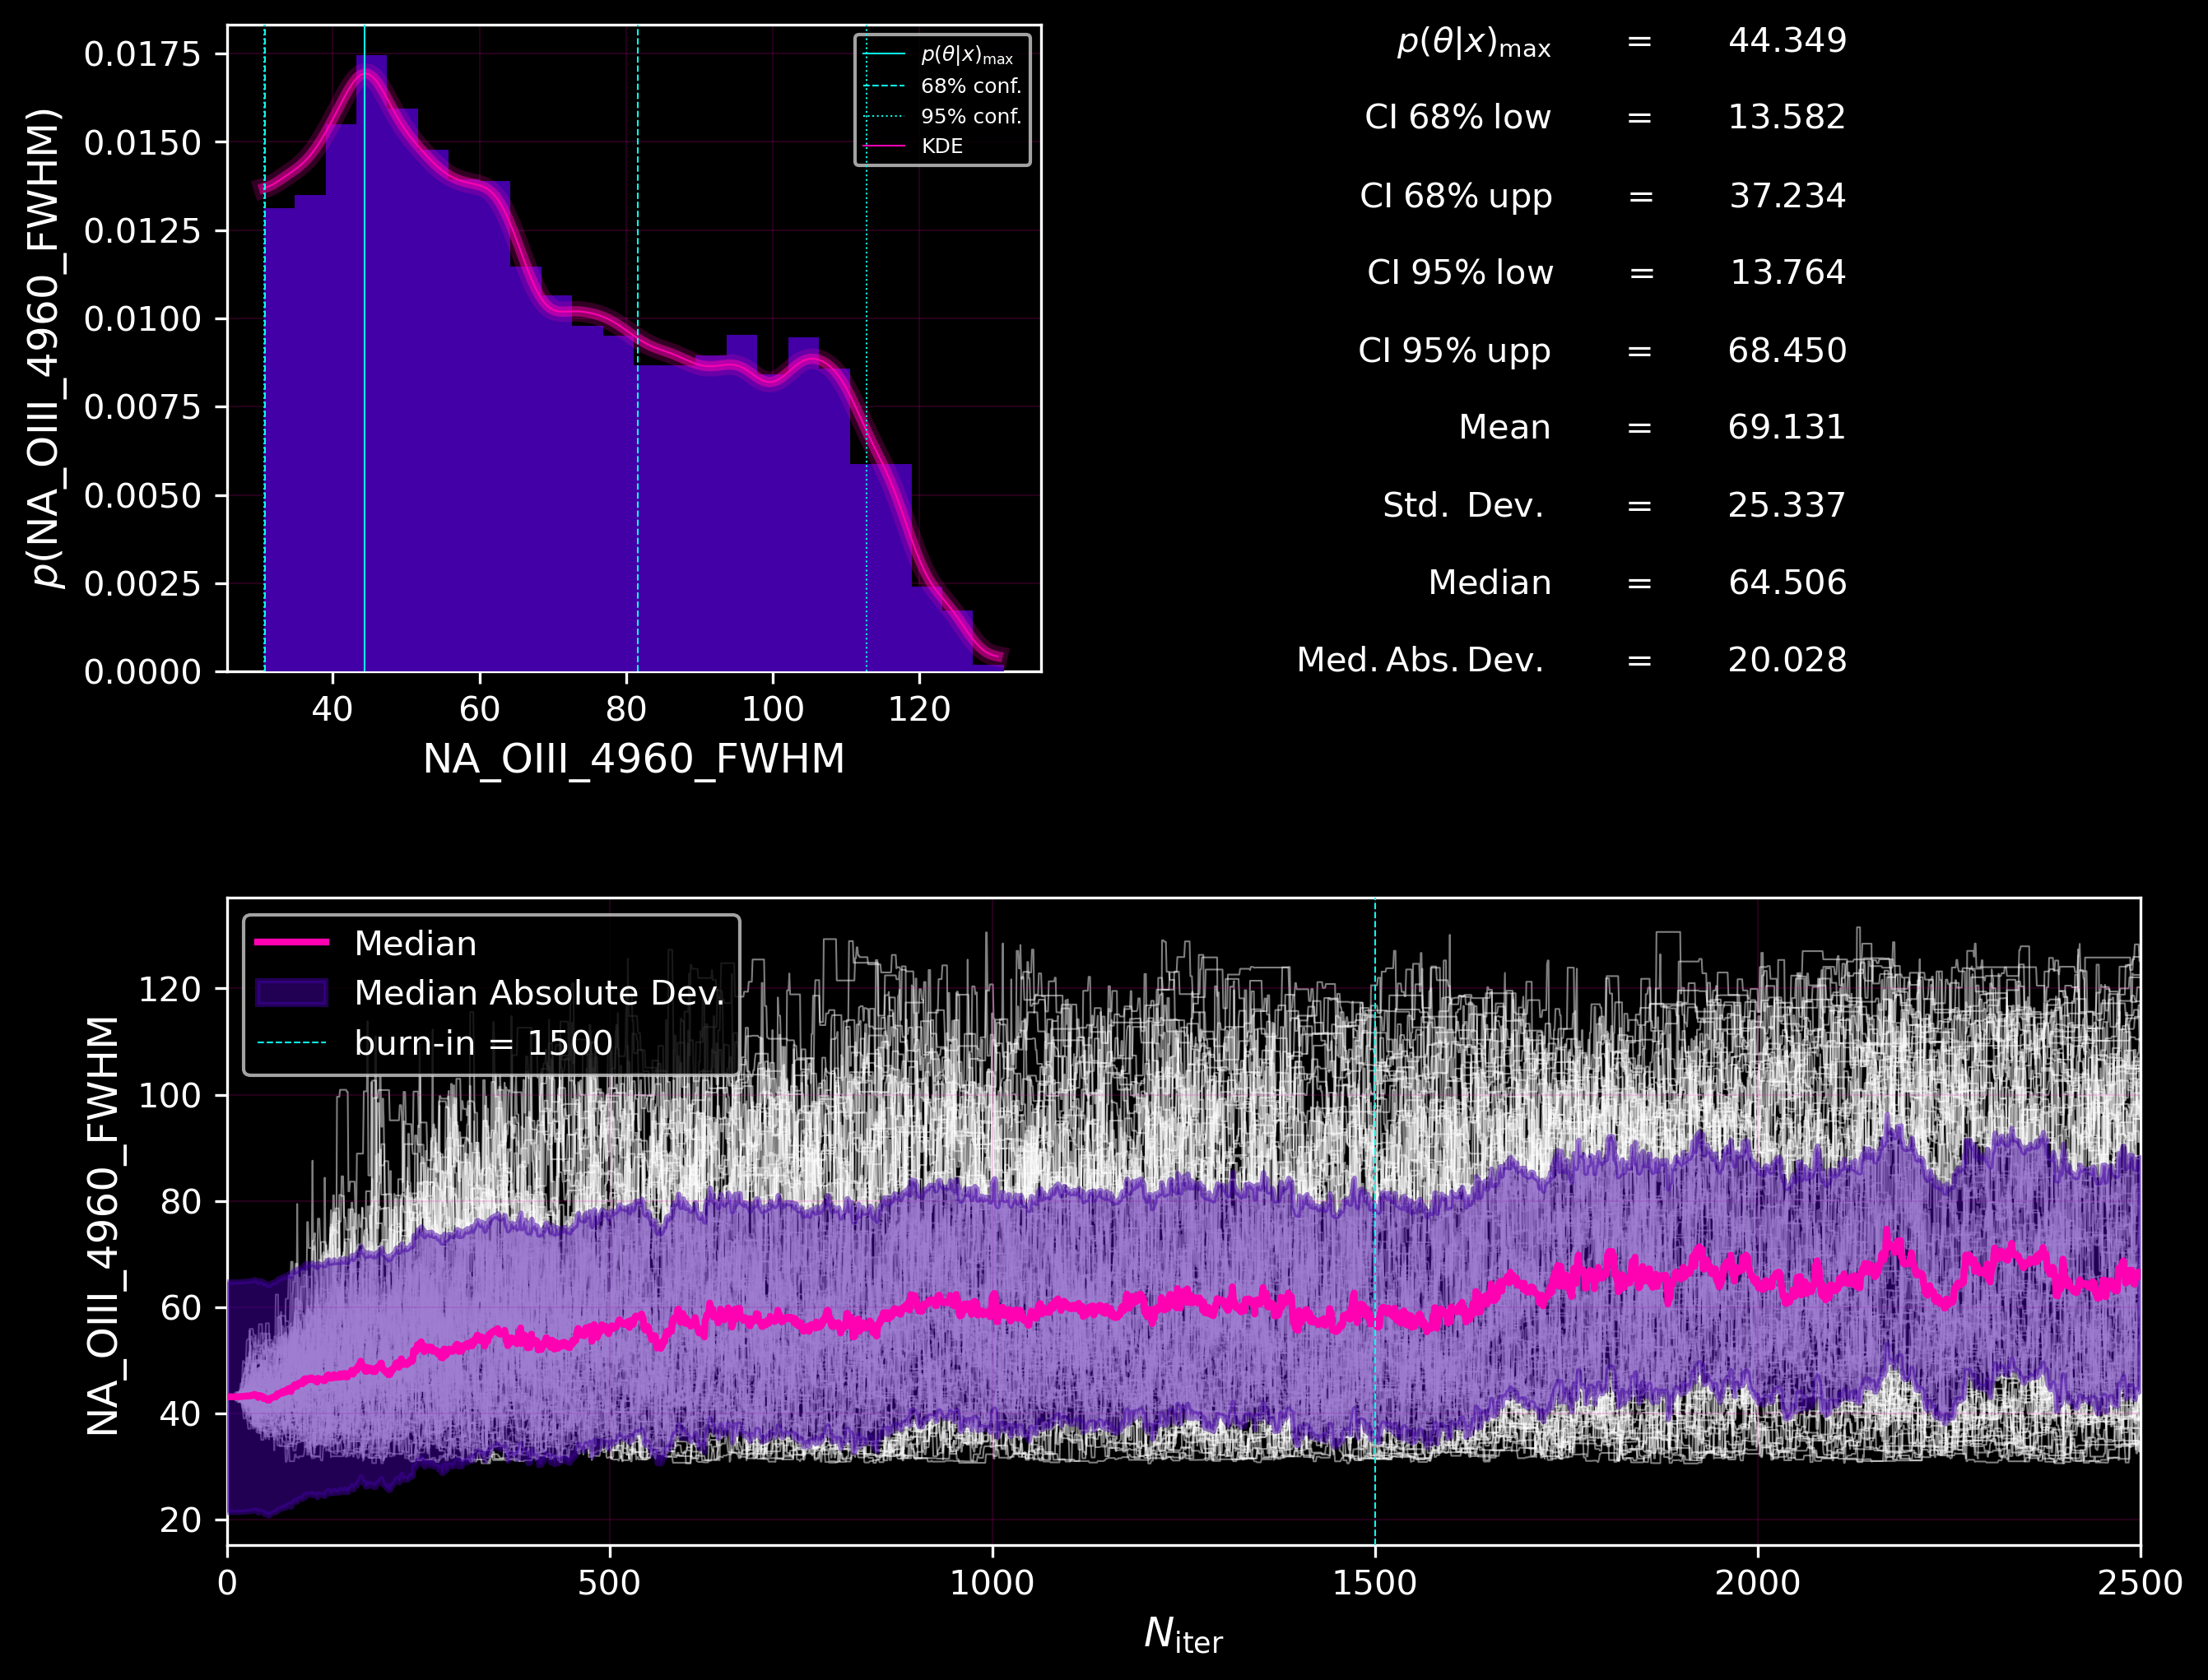 0.0175
0.0150
0.0125
0.0100
0.0075
0.0050
0.0025
0.0000
p(NA_OIII_4960_FWHM)
40 60 80 100 120
NA_OIII_4960_FWHM
p(θ|x)max
68% conf.
95% conf.
KDE
p(θ|x)max = 44.349
CI 68% low = 13.582
CI 68% upp = 37.234
CI 95% low = 13.764
CI 95% upp = 68.450
Mean = 69.131
Std. Dev. = 25.337
Median = 64.506
Med. Abs. Dev. = 20.028
Median
Median Absolute Dev.
burn-in = 1500
120
100
80
60
40
20
NA_OIII_4960_FWHM
0 500 1000 1500 2000 2500
Niter